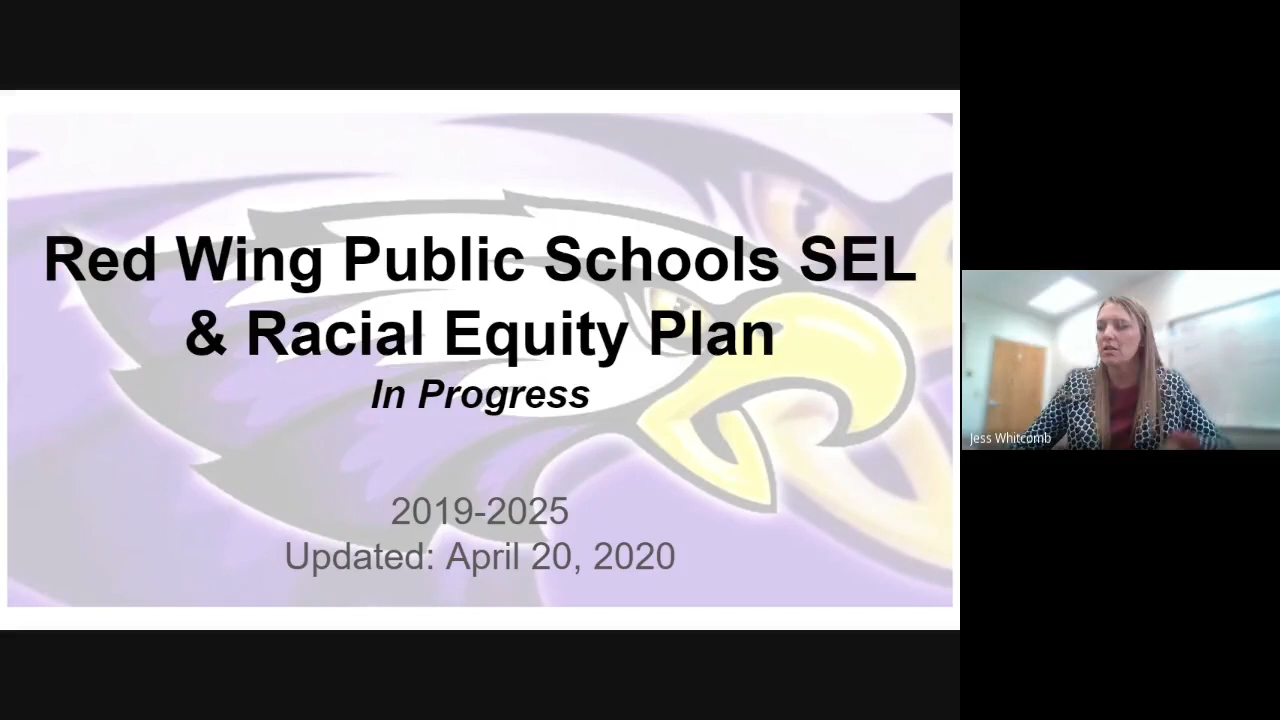 Red Wing Public Schools SEL
& Racial Equity Plan
In Progress
2019-2025
Updated: April 20, 2020
Jess Whitcomb